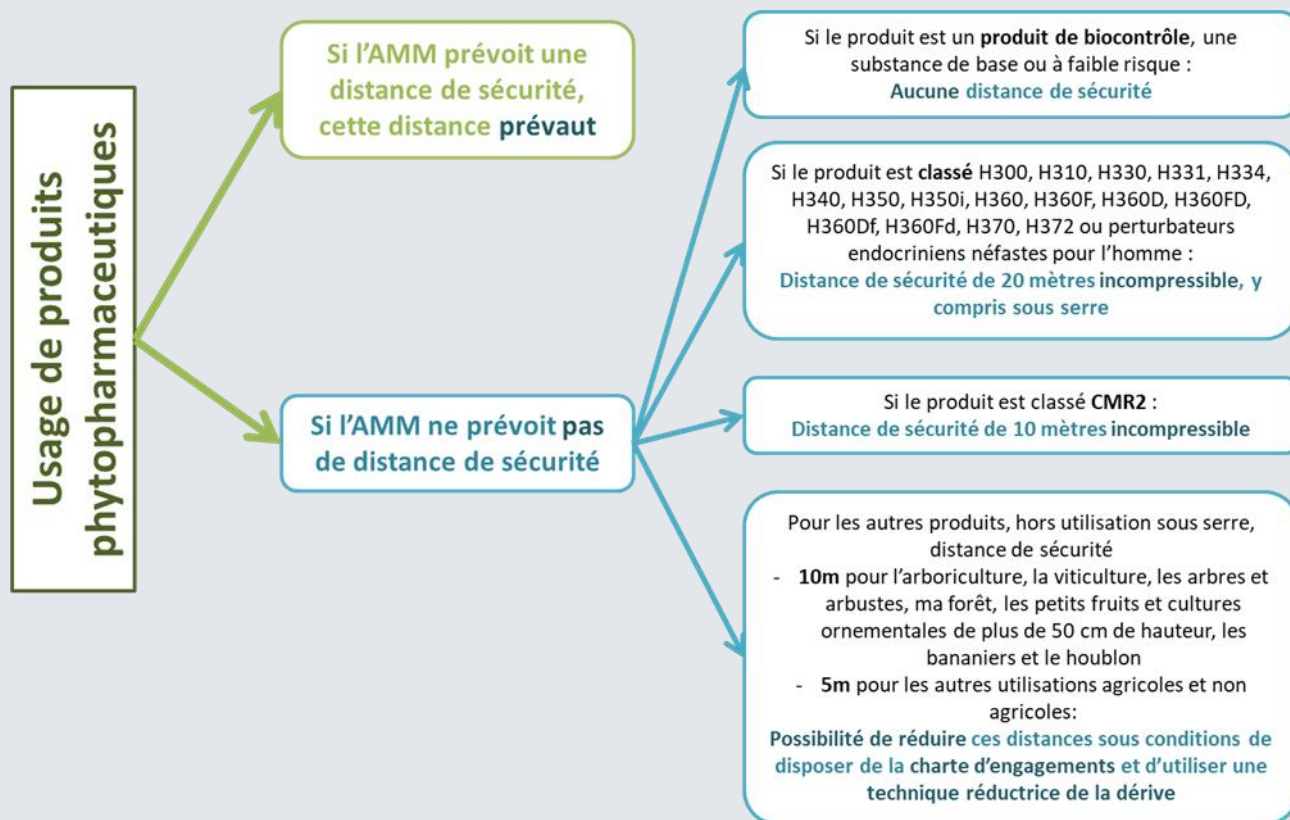 Usage de produits
phytopharmaceutiques
Si l’AMM prévoit une
distance de sécurité,
cette distance prévaut
Si l’AMM ne prévoit pas
de distance de sécurité
Si le produit est un produit de biocontrôle, une
substance de base ou à faible risque :
Aucune distance de sécurité
Si le produit est classé H300, H310, H330, H331, H334,
H340, H350, H350i, H360, H360F, H360D, H360FD,
H360Df, H360Fd, H370, H372 ou perturbateurs
endocriniens néfastes pour l’homme :
Distance de sécurité de 20 mètres incompressible, y
compris sous serre
Si le produit est classé CMR2 :
Distance de sécurité de 10 mètres incompressible
Pour les autres produits, hors utilisation sous serre,
distance de sécurité
- 10m pour l’arboriculture, la viticulture, les arbres et
arbustes, ma forêt, les petits fruits et cultures
ornementales de plus de 50 cm de hauteur, les
bananiers et le houblon
- 5m pour les autres utilisations agricoles et non
agricoles:
Possibilité de réduire ces distances sous conditions de
disposer de la charte d’engagements et d’utiliser une
technique réductrice de la dérive